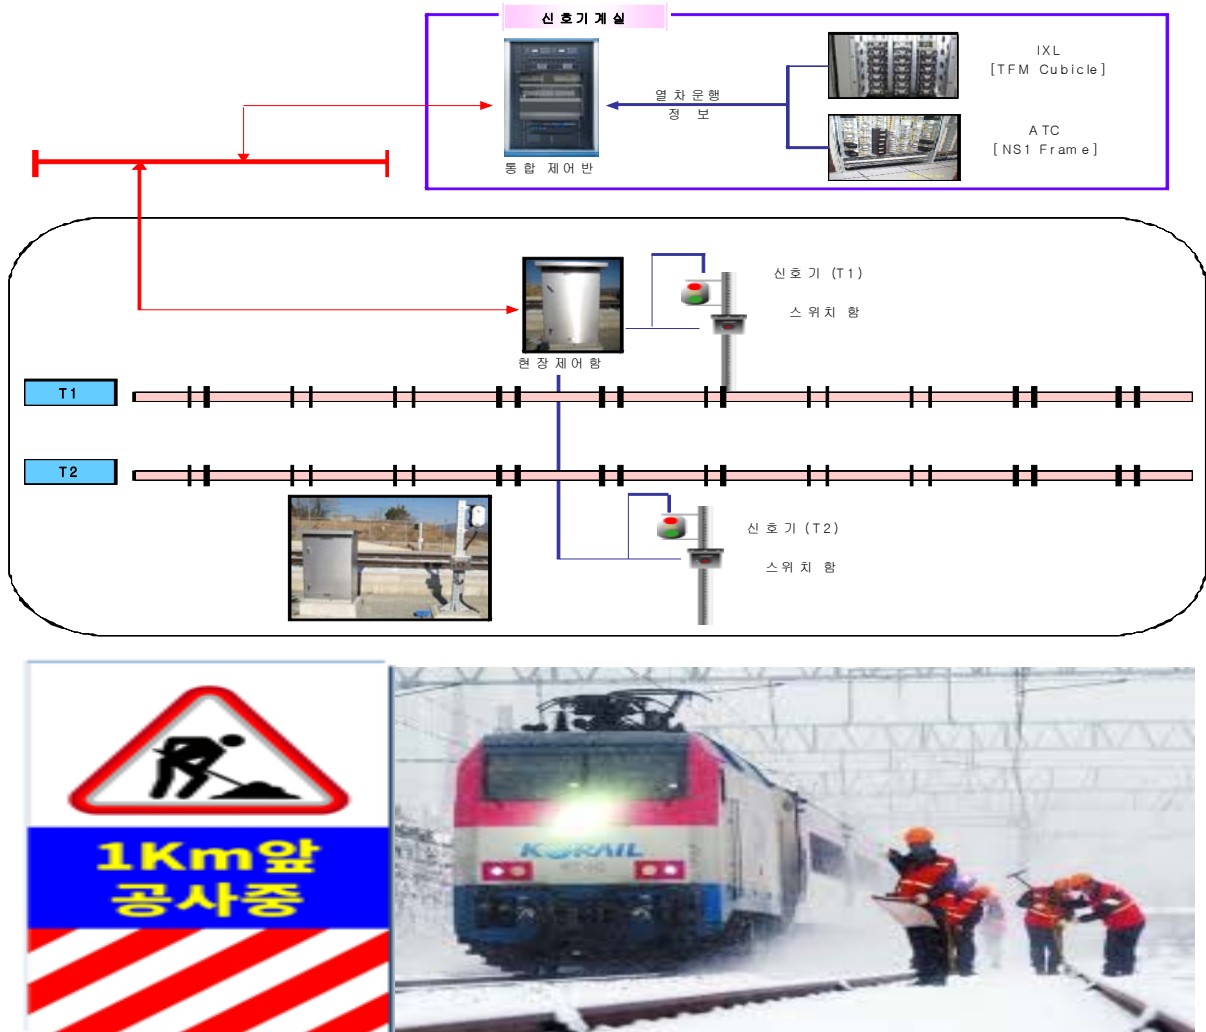 신호기계실
IXL
[TFM Cubicle]
열차운행
정 보
ATC
[NS1 Frame]
통합 제어반
신호기 (T1)
스위치 함
현장제어함
T1
T2
신호기 (T2)
스위치 함
1Km앞
공사중
KORAIL